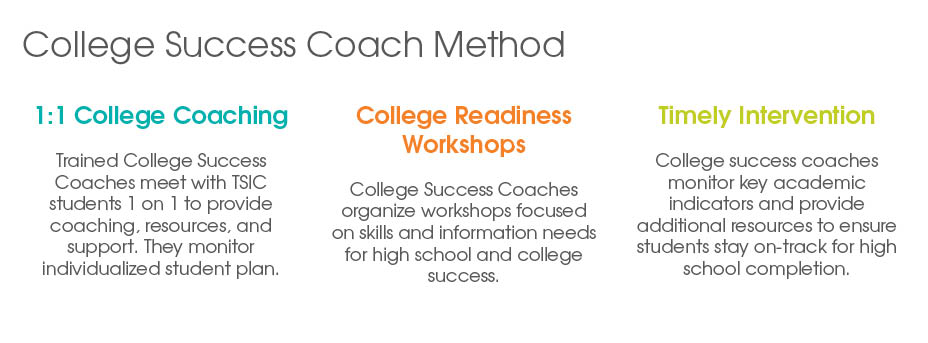 College Success Coach Method
1:1 College Coaching
Trained College Success
Coaches meet with TSIC
students 1 on 1 to provide
coaching, resources, and
support. They monitor
individualized student plan.
College Readiness
Workshops
College Success Coaches
organize workshops focused
on skills and information needs
for high school and college
success.
Timely Intervention
College success coaches
monitor key academic
indicators and provide
additional resources to ensure
students stay on-track for high
school completion.